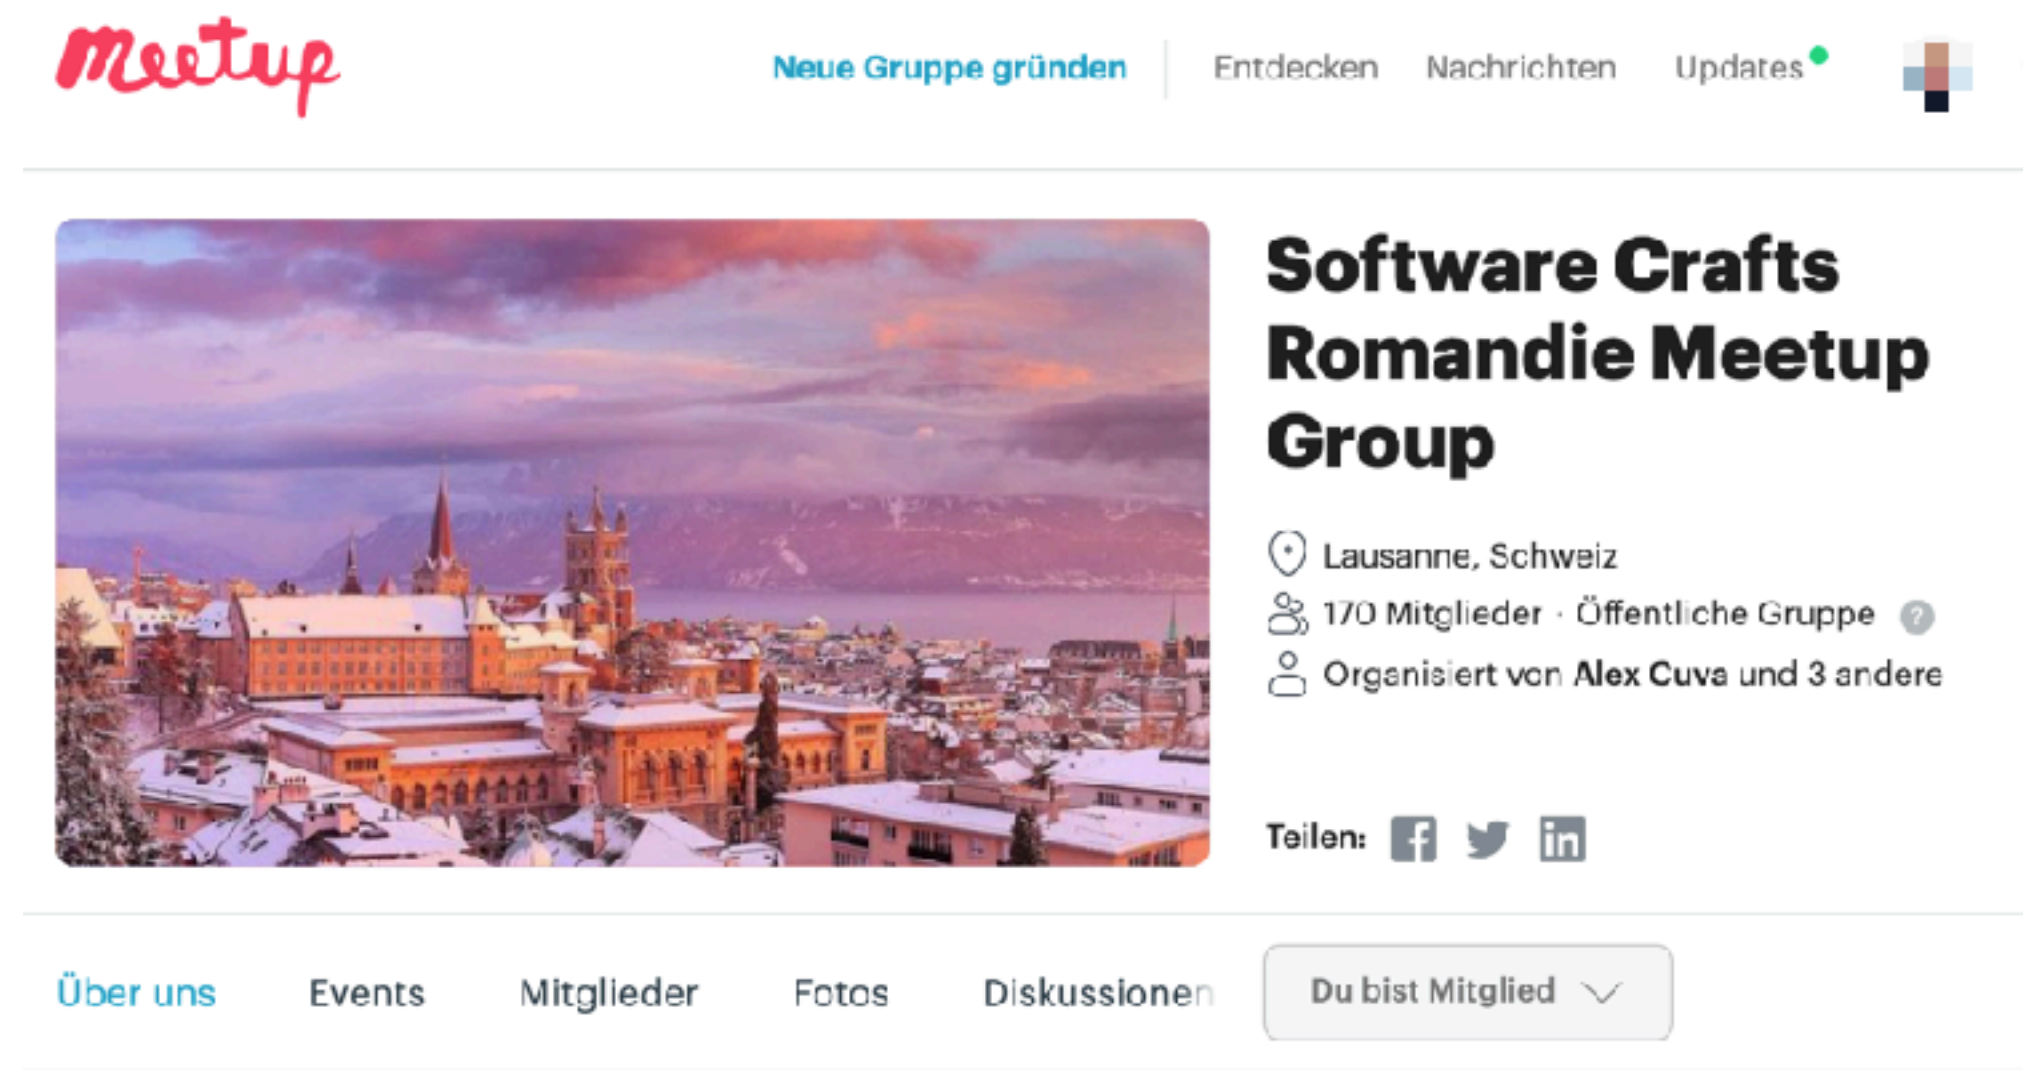 Meetup
Neue Gruppe gründen
Entdecken
Nachrichten
Updates
Software Crafts
Romandie Meetup
Group
Lausanne, Schweiz
170 Mitglieder · Öffentliche Gruppe ?
Organisiert von Alex Cuva und 3 andere
Teilen: f in
Über uns
Events
Mitglieder
Fotos
Diskussionen
Du bist Mitglied